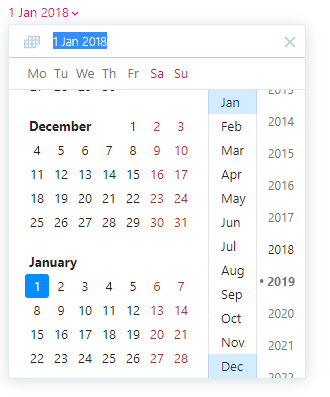 1 Jan 2018
1 Jan 2018
Mo Tu We Th Fr Sa Su
December 1 2 3
4 5 6 7 8 9 10
11 12 13 14 15 16 17
18 19 20 21 22 23 24
25 26 27 28 29 30 31
January
1 2 3 4 5 6 7
8 9 10 11 12 13 14
15 16 17 18 19 20 21
22 23 24 25 26 27 28
Jan
Feb
Mar
Apr
May
Jun
Jul
Aug
Sep
Oct
Nov
Dec
2014
2015
2016
2017
2018
• 2019
2020
2021